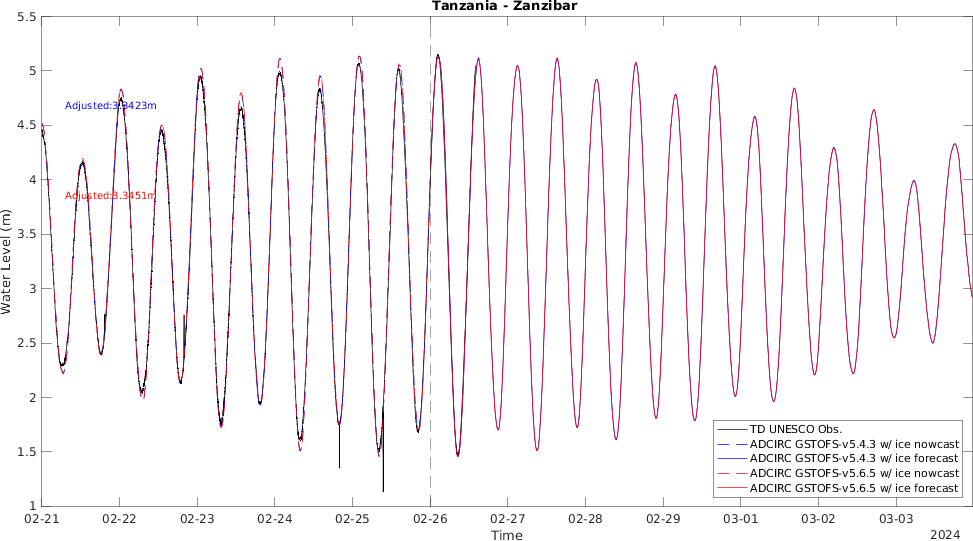 Tanzania - Zanzibar
5.5
5
4.5
4
3.5
3
2.5
2
1.5
1
Water Level (m)
Adjusted:3.3423m
Adjusted:3.3451m
TD UNESCO Obs.
ADCIRC GSTOFS-v5.4.3 w/ ice nowcast
ADCIRC GSTOFS-v5.4.3 w/ ice forecast
ADCIRC GSTOFS-v5.6.5 w/ ice nowcast
ADCIRC GSTOFS-v5.6.5 w/ ice forecast
02-21 02-22 02-23 02-24 02-25 02-26 02-27 02-28 02-29 03-01 03-02 03-03
Time
2024